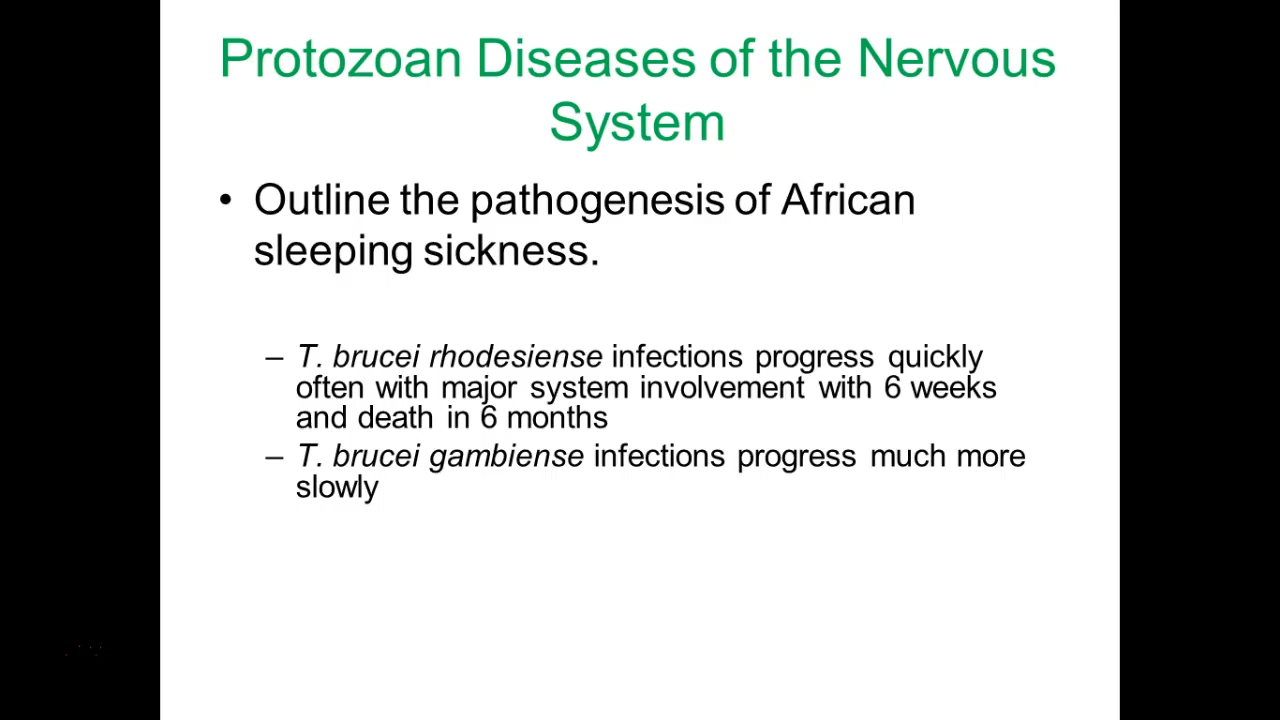 Protozoan Diseases of the Nervous
System
• Outline the pathogenesis of African
sleeping sickness.
– T. brucei rhodesiense infections progress quickly
often with major system involvement with 6 weeks
and death in 6 months
– T. brucei gambiense infections progress much more
slowly